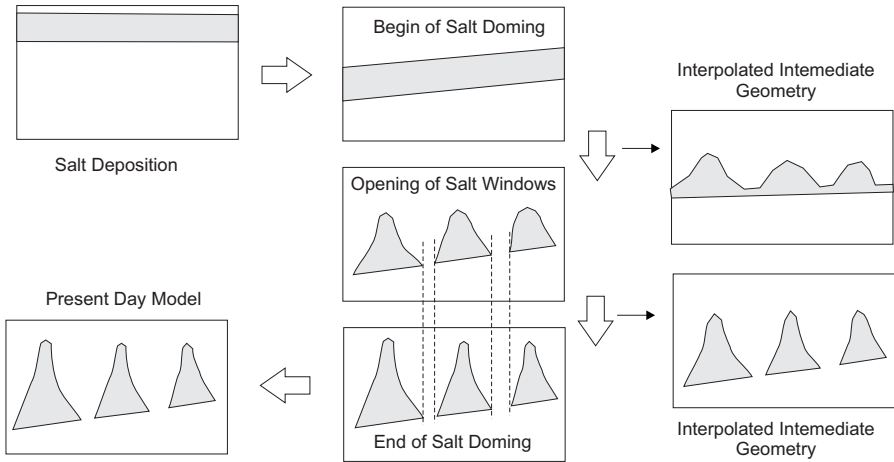 Salt Deposition
Begin of Salt Doming
Interpolated Intemediate
Geometry
Opening of Salt Windows
End of Salt Doming
Interpolated Intemediate
Geometry
Present Day Model